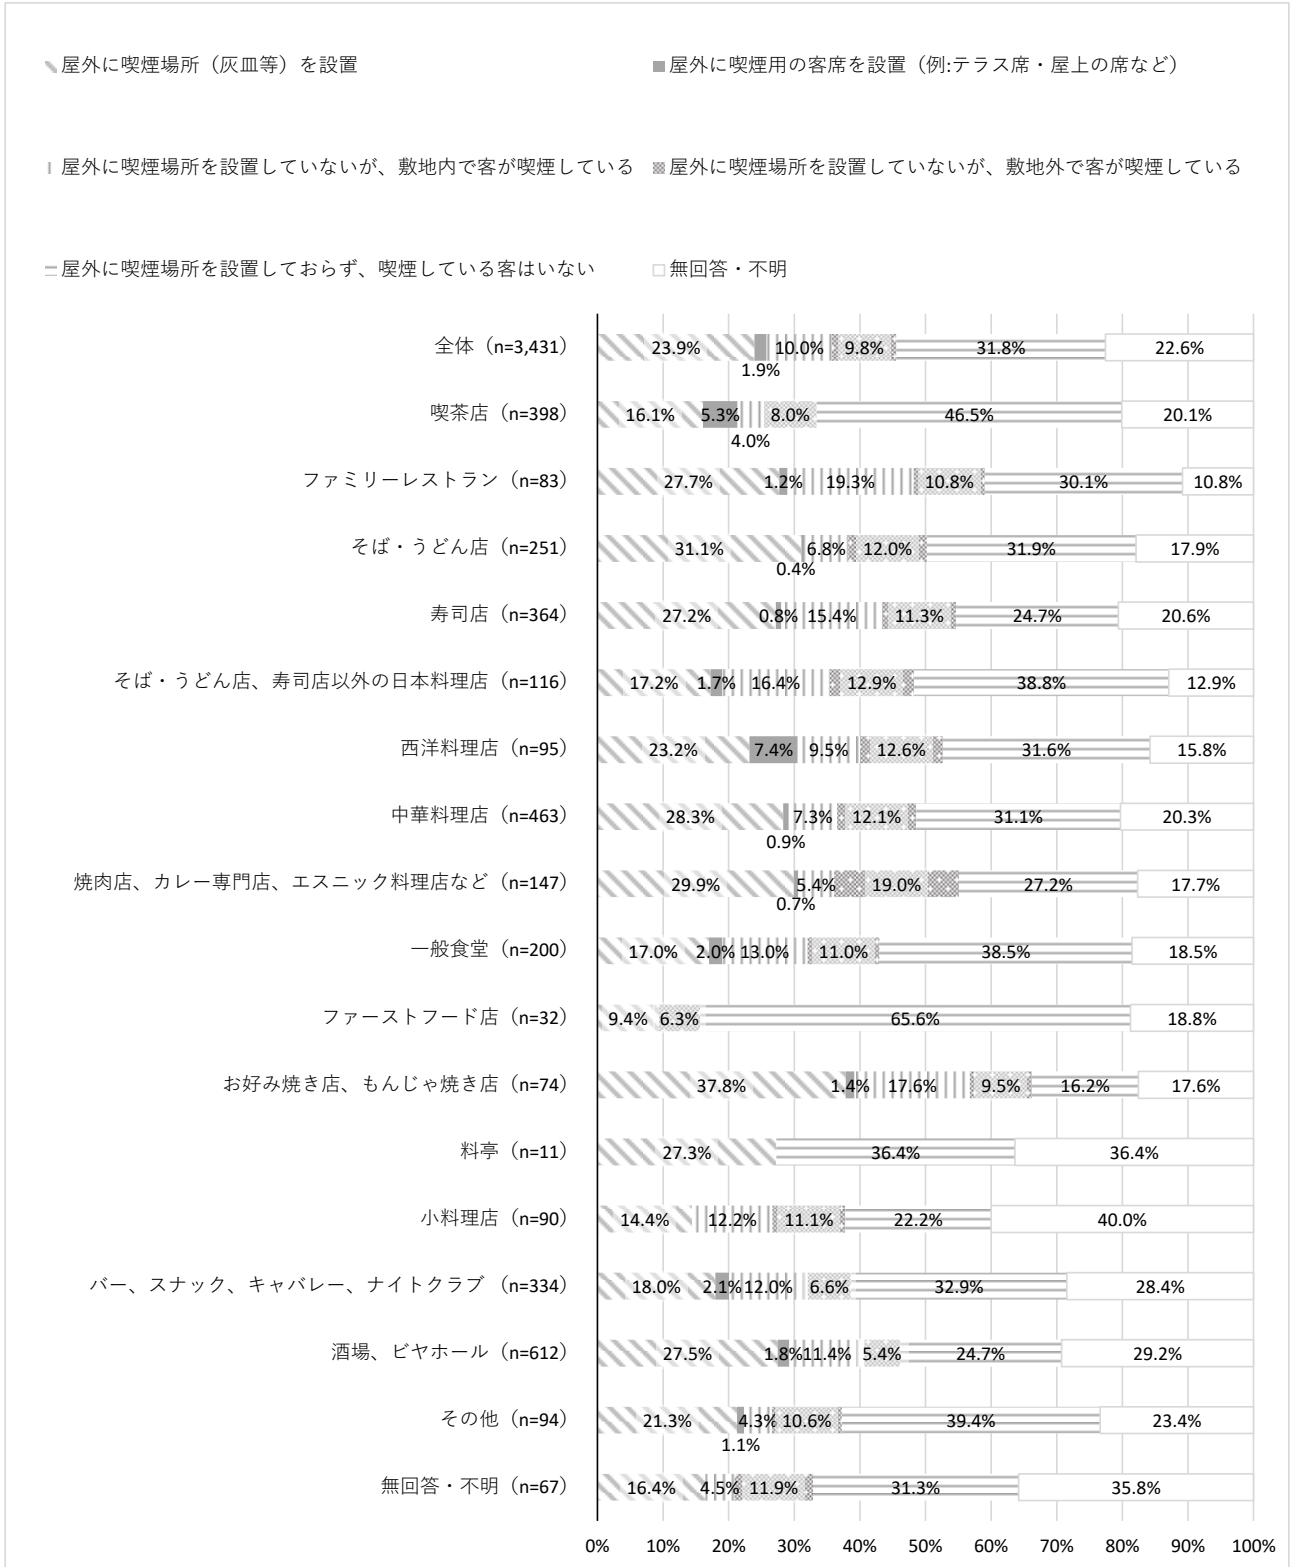 屋外に喫煙場所（灰皿等）を設置
屋外に喫煙用の客席を設置（例:テラス席・屋上の席など）
屋外に喫煙場所を設置していないが、敷地内で客が喫煙している
屋外に喫煙場所を設置していないが、敷地外で客が喫煙している
屋外に喫煙場所を設置しておらず、喫煙している客はいない
無回答・不明
全体（n=3,431） 23.9% 1.9% 10.0% 9.8% 31.8% 22.6%
喫茶店（n=398） 16.1% 5.3% 4.0% 8.0% 46.5% 20.1%
ファミリーレストラン（n=83） 27.7% 1.2% 19.3% 10.8% 30.1% 10.8%
そば・うどん店（n=251） 31.1% 0.4% 6.8% 12.0% 31.9% 17.9%
寿司店（n=364） 27.2% 0.8% 15.4% 11.3% 24.7% 20.6%
そば・うどん店、寿司店以外の日本料理店（n=116） 17.2% 1.7% 16.4% 12.9% 38.8% 12.9%
西洋料理店（n=95） 23.2% 7.4% 9.5% 12.6% 31.6% 15.8%
中華料理店（n=463） 28.3% 0.9% 7.3% 12.1% 31.1% 20.3%
焼肉店、カレー専門店、エスニック料理店など（n=147） 29.9% 0.7% 5.4% 19.0% 27.2% 17.7%
一般食堂（n=200） 17.0% 2.0% 13.0% 11.0% 38.5% 18.5%
ファーストフード店（n=32） 9.4% 6.3% 65.6% 18.8%
お好み焼き店、もんじゃ焼き店（n=74） 37.8% 1.4% 17.6% 9.5% 16.2% 17.6%
料亭（n=11） 27.3% 36.4% 36.4%
小料理店（n=90） 14.4% 12.2% 11.1% 22.2% 40.0%
バー、スナック、キャバレー、ナイトクラブ（n=334） 18.0% 2.1% 12.0% 6.6% 32.9% 28.4%
酒場、ビヤホール（n=612） 27.5% 1.8% 11.4% 5.4% 24.7% 29.2%
その他（n=94） 21.3% 1.1% 4.3% 10.6% 39.4% 23.4%
無回答・不明（n=67） 16.4% 4.5% 11.9% 31.3% 35.8%
0% 10% 20% 30% 40% 50% 60% 70% 80% 90% 100%